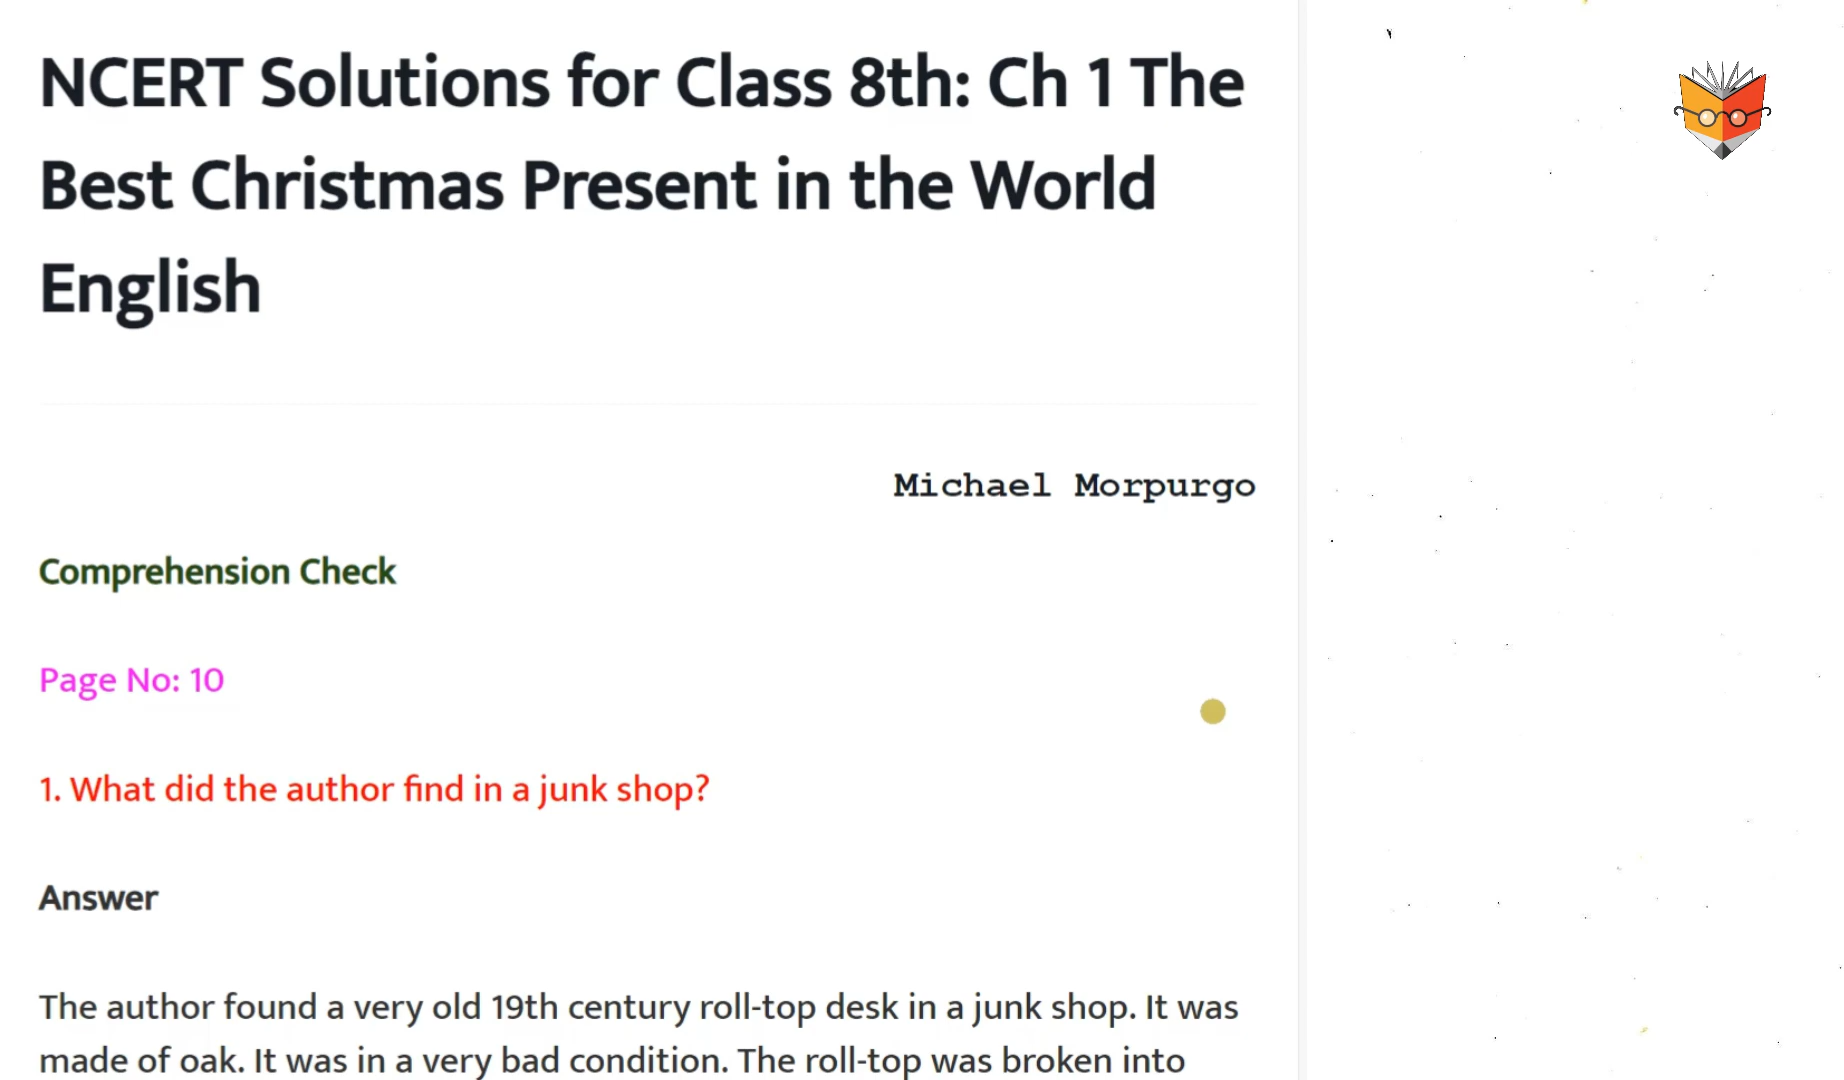 NCERT Solutions for Class 8th: Ch 1 The
Best Christmas Present in the World
English
Michael Morpurgo
Comprehension Check
Page No: 10
1. What did the author find in a junk shop?
Answer
The author found a very old 19th century roll-top desk in a junk shop. It was
made of oak. It was in a very bad condition. The roll-top was broken into